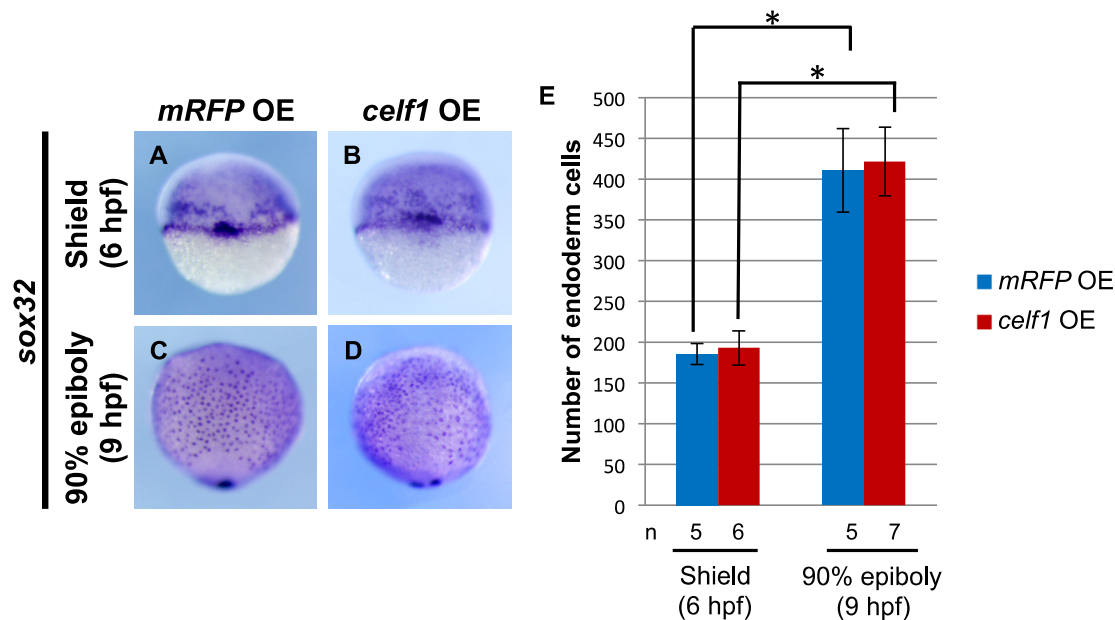 mRFP OE
celf1 OE
sox32
Shield
(6 hpf)
A
B
90% epiboly
(9 hpf)
C
D
E
*
*
Number of endoderm cells
500
450
400
350
300
250
200
150
100
50
0
n 5 6 5 7
Shield
(6 hpf)
90% epiboly
(9 hpf)
mRFP OE
celf1 OE